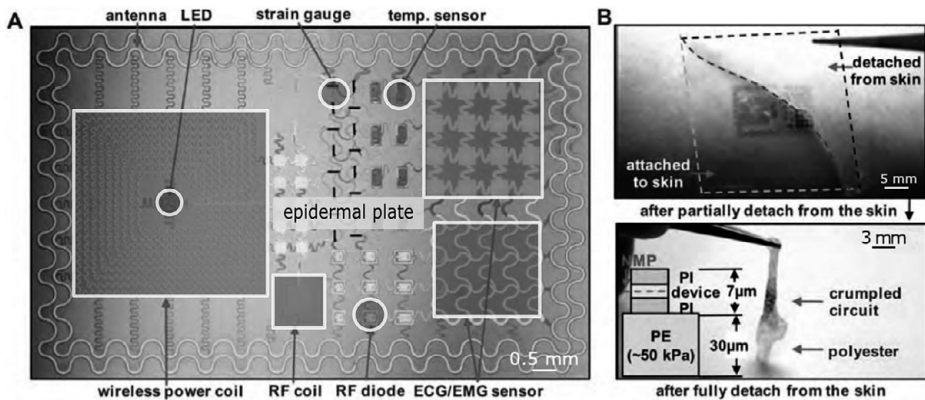 A
antenna LED strain gauge temp. sensor
epidermal plate
0.5 mm
wireless power coil RF coil RF diode ECG/EMG sensor
B
detached
from skin
attached
to skin
5 mm
after partially detach from the skin
3 mm
NMP
PI
device
PI
7μm
PE
(~50 kPa)
30μm
crumpled
circuit
polyester
after fully detach from the skin